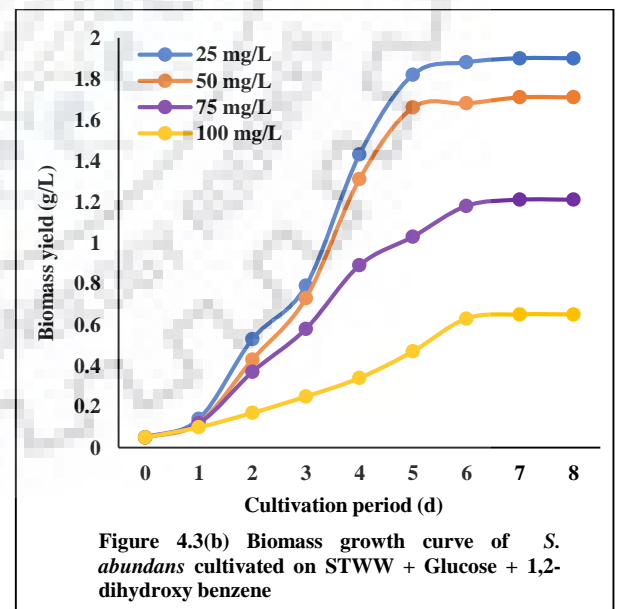 2
1.8
1.6
1.4
1.2
1
0.8
0.6
0.4
0.2
0
Biomass yield (g/L)
25 mg/L
50 mg/L
75 mg/L
100 mg/L
0 1 2 3 4 5 6 7 8
Cultivation period (d)
Figure 4.3(b) Biomass growth curve of S.
abundans cultivated on STWW + Glucose + 1,2-
dihydroxy benzene